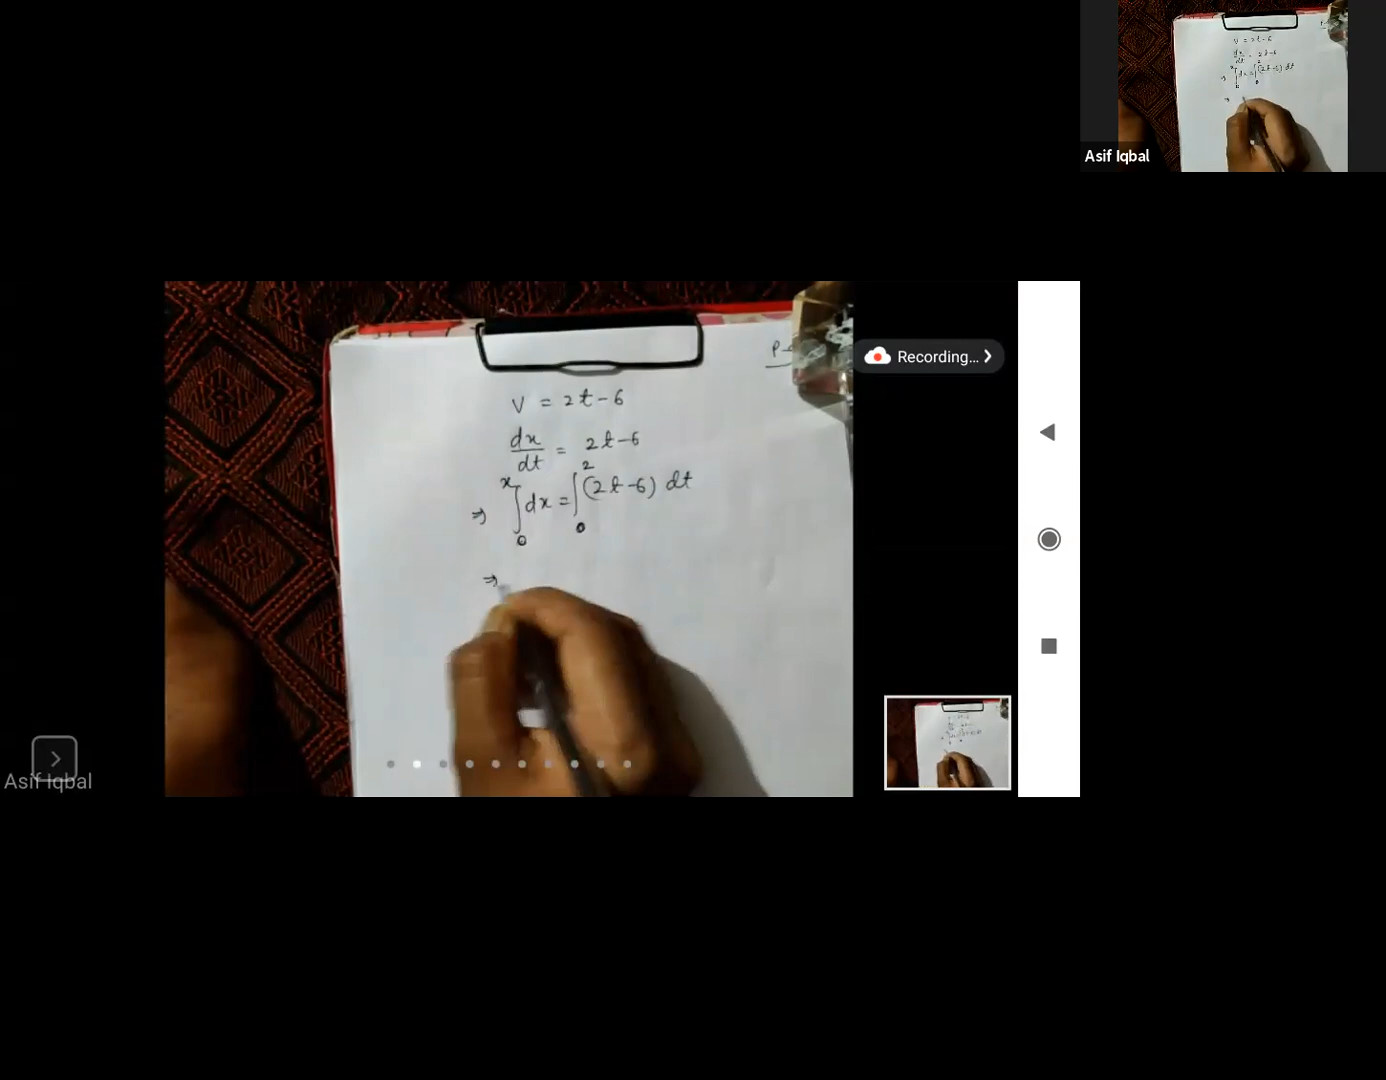 Asif Iqbal
P-
Recording...
V = 2t - 6
dx/dt = 2t - 6
⇒ ∫₀ˣ dx = ∫₀² (2t - 6) dt
⇒
Asif Iqbal